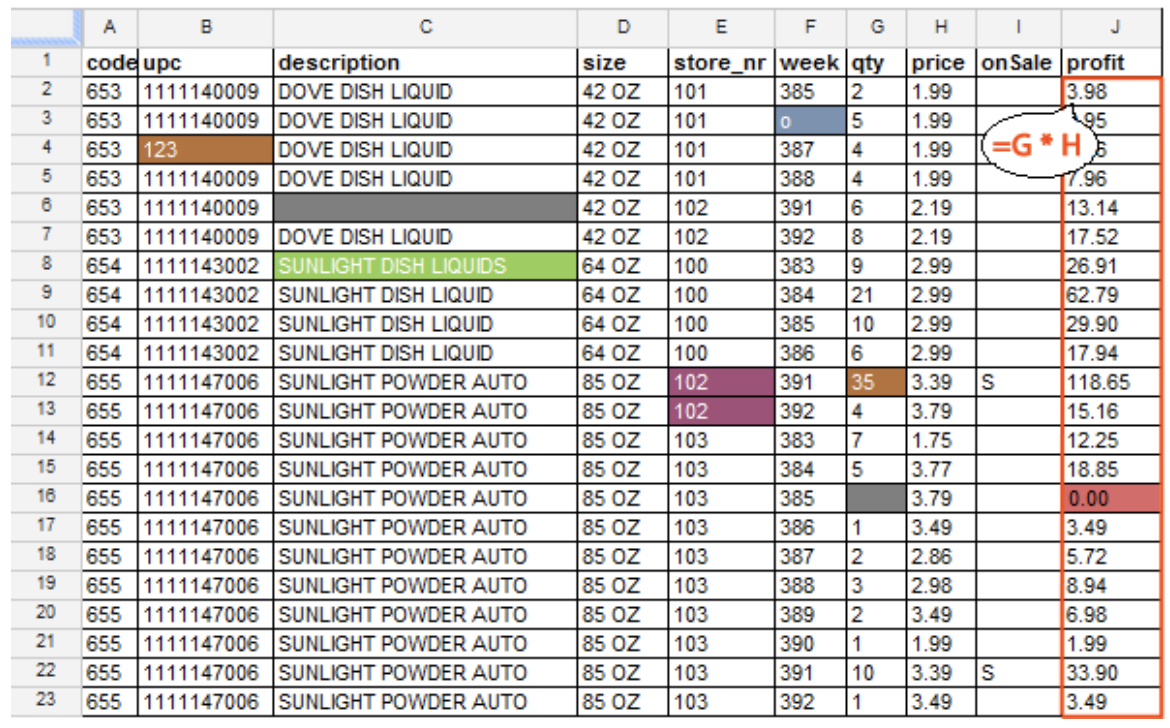 A B C D E F G H I J
1 code upc description size store_nr week qty price onSale profit
2 653 1111140009 DOVE DISH LIQUID 42 OZ 101 385 2 1.99 3.98
3 653 1111140009 DOVE DISH LIQUID 42 OZ 101 o 5 1.99 .95
4 653 123 DOVE DISH LIQUID 42 OZ 101 387 4 1.99 =G * H 6
5 653 1111140009 DOVE DISH LIQUID 42 OZ 101 388 4 1.99 7.96
6 653 1111140009 42 OZ 102 391 6 2.19 13.14
7 653 1111140009 DOVE DISH LIQUID 42 OZ 102 392 8 2.19 17.52
8 654 1111143002 SUNLIGHT DISH LIQUIDS 64 OZ 100 383 9 2.99 26.91
9 654 1111143002 SUNLIGHT DISH LIQUID 64 OZ 100 384 21 2.99 62.79
10 654 1111143002 SUNLIGHT DISH LIQUID 64 OZ 100 385 10 2.99 29.90
11 654 1111143002 SUNLIGHT DISH LIQUID 64 OZ 100 386 6 2.99 17.94
12 655 1111147006 SUNLIGHT POWDER AUTO 85 OZ 102 391 35 3.39 S 118.65
13 655 1111147006 SUNLIGHT POWDER AUTO 85 OZ 102 392 4 3.79 15.16
14 655 1111147006 SUNLIGHT POWDER AUTO 85 OZ 103 383 7 1.75 12.25
15 655 1111147006 SUNLIGHT POWDER AUTO 85 OZ 103 384 5 3.77 18.85
16 655 1111147006 SUNLIGHT POWDER AUTO 85 OZ 103 385 3.79 0.00
17 655 1111147006 SUNLIGHT POWDER AUTO 85 OZ 103 386 1 3.49 3.49
18 655 1111147006 SUNLIGHT POWDER AUTO 85 OZ 103 387 2 2.86 5.72
19 655 1111147006 SUNLIGHT POWDER AUTO 85 OZ 103 388 3 2.98 8.94
20 655 1111147006 SUNLIGHT POWDER AUTO 85 OZ 103 389 2 3.49 6.98
21 655 1111147006 SUNLIGHT POWDER AUTO 85 OZ 103 390 1 1.99 1.99
22 655 1111147006 SUNLIGHT POWDER AUTO 85 OZ 103 391 10 3.39 S 33.90
23 655 1111147006 SUNLIGHT POWDER AUTO 85 OZ 103 392 1 3.49 3.49